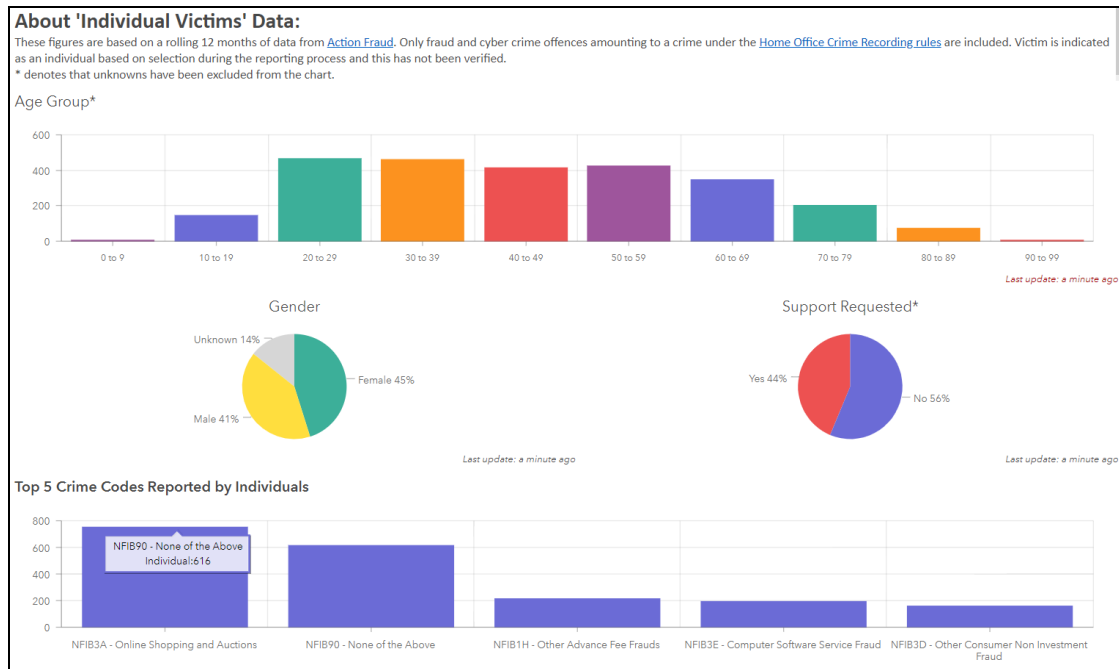 About 'Individual Victims' Data:
These figures are based on a rolling 12 months of data from Action Fraud. Only fraud and cyber crime offences amounting to a crime under the Home Office Crime Recording rules are included. Victim is indicated
as an individual based on selection during the reporting process and this has not been verified.
* denotes that unknowns have been excluded from the chart.
Age Group*
600
400
200
0
0 to 9 10 to 19 20 to 29 30 to 39 40 to 49 50 to 59 60 to 69 70 to 79 80 to 89 90 to 99
Last update: a minute ago
Gender
Unknown 14%
Female 45%
Male 41%
Last update: a minute ago
Support Requested*
Yes 44%
No 56%
Last update: a minute ago
Top 5 Crime Codes Reported by Individuals
800
600
400
200
0
NFIB90 - None of the Above
Individual:616
NFIB3A - Online Shopping and Auctions NFIB90 - None of the Above NFIB1H - Other Advance Fee Frauds NFIB3E - Computer Software Service Fraud NFIB3D - Other Consumer Non Investment
Fraud